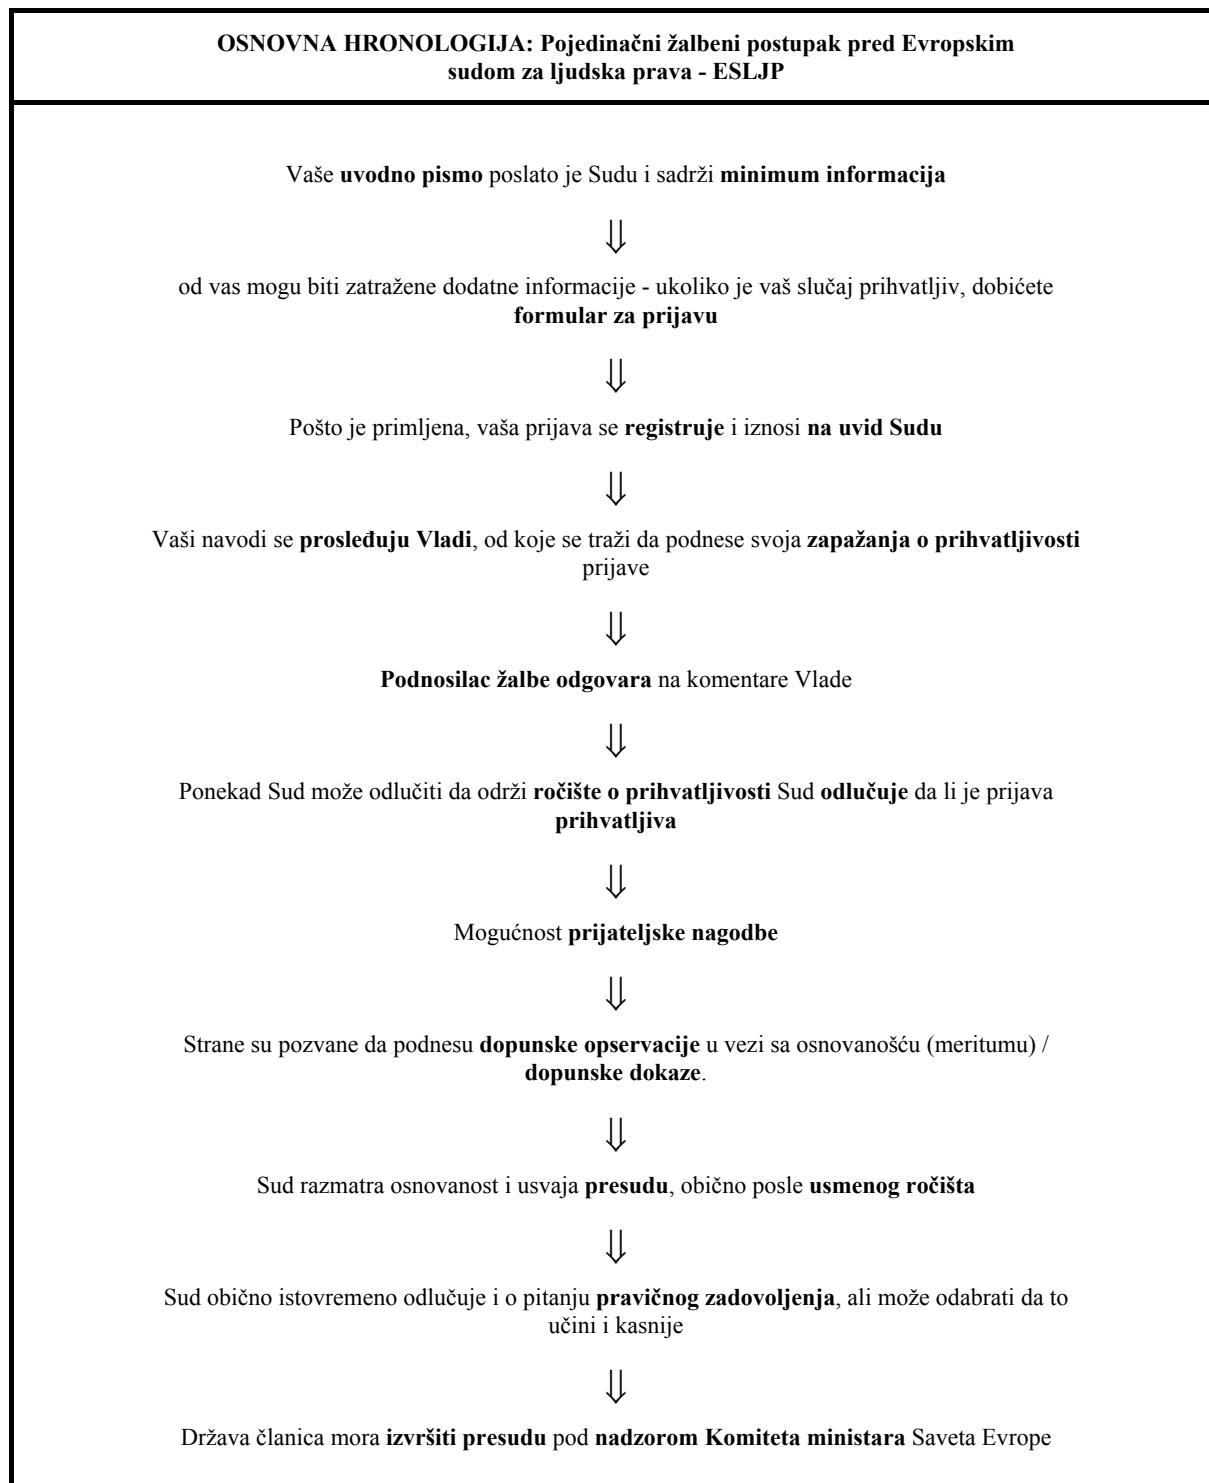 OSNOVNA HRONOLOGIJA: Pojedinačni žalbeni postupak pred Evropskim
sudom za ljudska prava - ESLJP
Vaše uvodno pismo poslato je Sudu i sadrži minimum informacija
⇓
od vas mogu biti zatražene dodatne informacije - ukoliko je vaš slučaj prihvatljiv, dobićete
formular za prijavu
⇓
Pošto je primljena, vaša prijava se registruje i iznosi na uvid Sudu
⇓
Vaši navodi se prosleđuju Vladi, od koje se traži da podnese svoja zapažanja o prihvatljivosti
prijave
⇓
Podnosilac žalbe odgovara na komentare Vlade
⇓
Ponekad Sud može odlučiti da održi ročište o prihvatljivosti Sud odlučuje da li je prijava
prihvatljiva
⇓
Mogućnost prijateljske nagodbe
⇓
Strane su pozvane da podnesu dopunske opservacije u vezi sa osnovanošću (meritumu) /
dopunske dokaze.
⇓
Sud razmatra osnovanost i usvaja presudu, obično posle usmenog ročišta
⇓
Sud obično istovremeno odlučuje i o pitanju pravičnog zadovoljenja, ali može odabrati da to
učini i kasnije
⇓
Država članica mora izvršiti presudu pod nadzorom Komiteta ministara Saveta Evrope